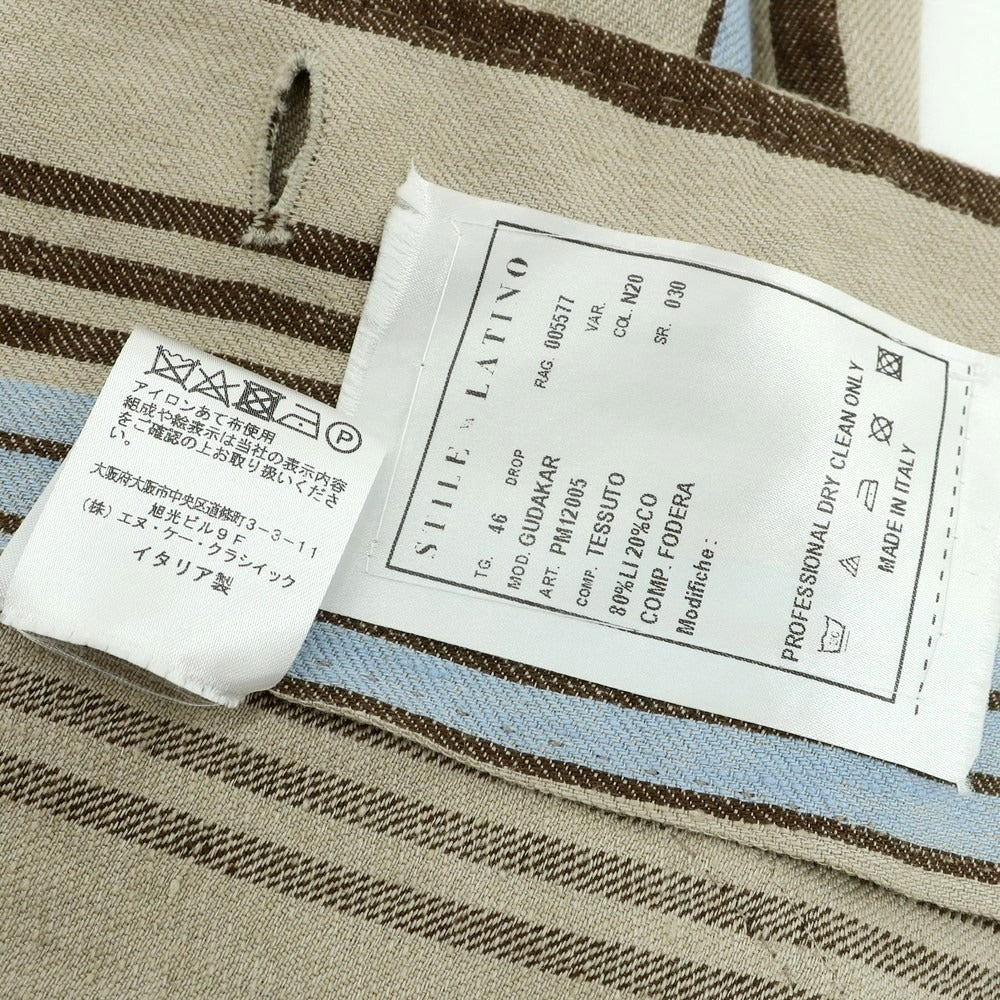 アイロンあて布使用
組成や絵表示は当社の表示内容
をご確認の上お取り扱いくださ
い。
大阪府大阪市中央区道修町3-3-11
旭光ビル9F
(株)エヌ・ケー・クラシイック
イタリア製
P
STILE LATINO
RAG. 005577
VAR.
COL. N20
SR. 030
TG. 46 DROP
MOD. GUDAKAR
ART. PM12005
COMP. TESSUTO
80%LI 20%CO
COMP. FODERA
Modifiche:
PROFESSIONAL DRY CLEAN ONLY
MADE IN ITALY